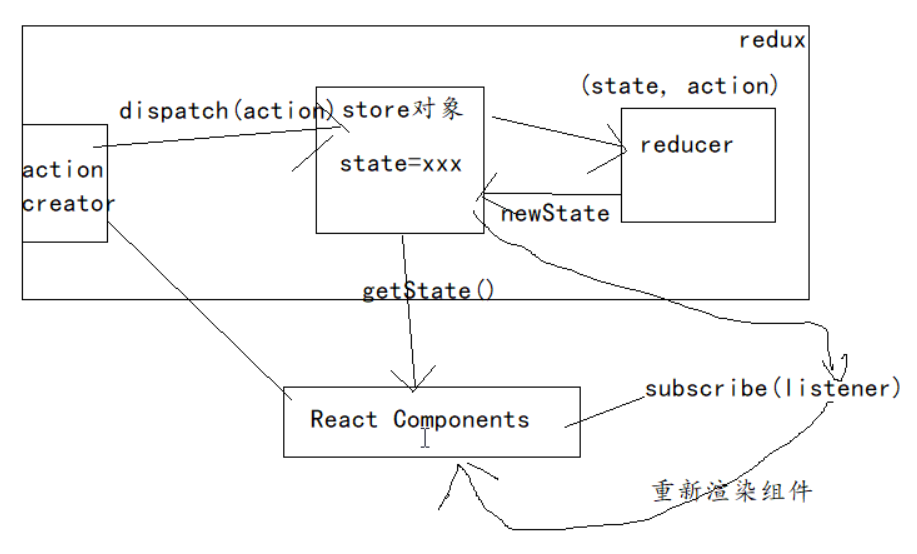 redux
(state, action)
dispatch(action)
store对象
reducer
state=xxx
action
creator
newState
getState()
subscribe(listener)
React Components
重新渲染组件